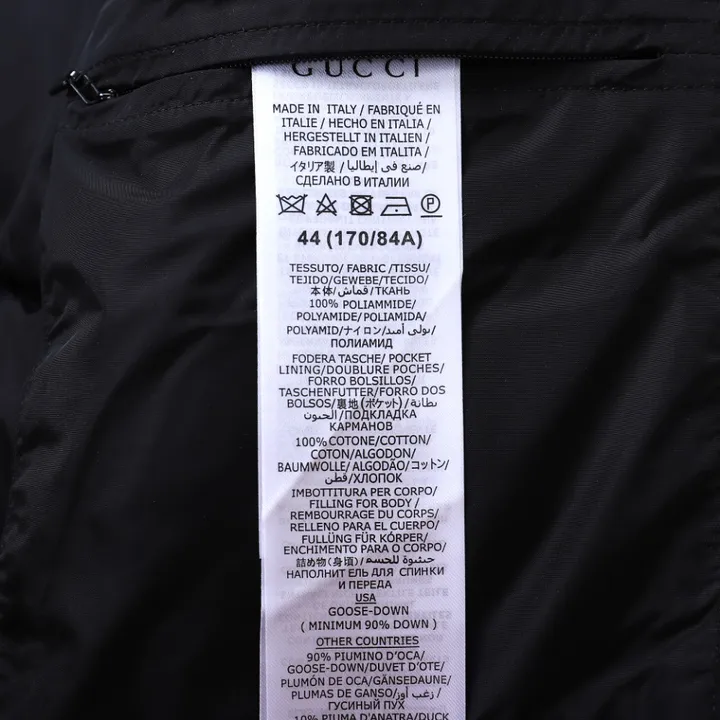 GUCCI
MADE IN ITALY / FABRIQUÉ EN
ITALIE / HECHO EN ITALIA /
HERGESTELLT IN ITALIEN /
FABRICADO EM ITALITA /
イタリア製 / صنع في إيطاليا/
СДЕЛАНО В ИТАЛИИ
P
44 (170/84A)
TESSUTO/ FABRIC /TISSU/
TEJIDO/GEWEBE/TECIDO/
本体/قماش/ТКАНЬ
100% POLIAMMIDE/
POLYAMIDE/POLIAMIDA/
POLYAMID/ナイロン/بولي أميد/
ПОЛИАМИД
FODERA TASCHE/ POCKET
LINING/DOUBLURE POCHES/
FORRO BOLSILLOS/
TASCHENFUTTER/FORRO DOS
BOLSOS/裏地(ポケット)/بطانة/
الجيوب/ПОДКЛАДКА
КАРМАНОВ
100% COTONE/COTTON/
COTON/ALGODON/
BAUMWOLLE/ALGODÃO/コットン/
قطن/ХЛОПОК
IMBOTTITURA PER CORPO/
FILLING FOR BODY /
REMBOURRAGE DU CORPS/
RELLENO PARA EL CUERPO/
FULLÜNG FÜR KÖRPER/
ENCHIMENTO PARA O CORPO/
詰め物(身頃)/حشوة للجسم/
НАПОЛНИТ ЕЛЬ ДЛЯ СПИНКИ
И ПЕРЕДА
USA
GOOSE-DOWN
( MINIMUM 90% DOWN )
OTHER COUNTRIES
90% PIUMINO D'OCA/
GOOSE-DOWN/DUVET D'OTE/
PLUMÓN DE OCA/GÄNSEDAUNE/
PLUMAS DE GANSO/زغب أوز/
ГУСИНЫЙ ПУХ
10% PIUMA D'ANATRA/DUCK